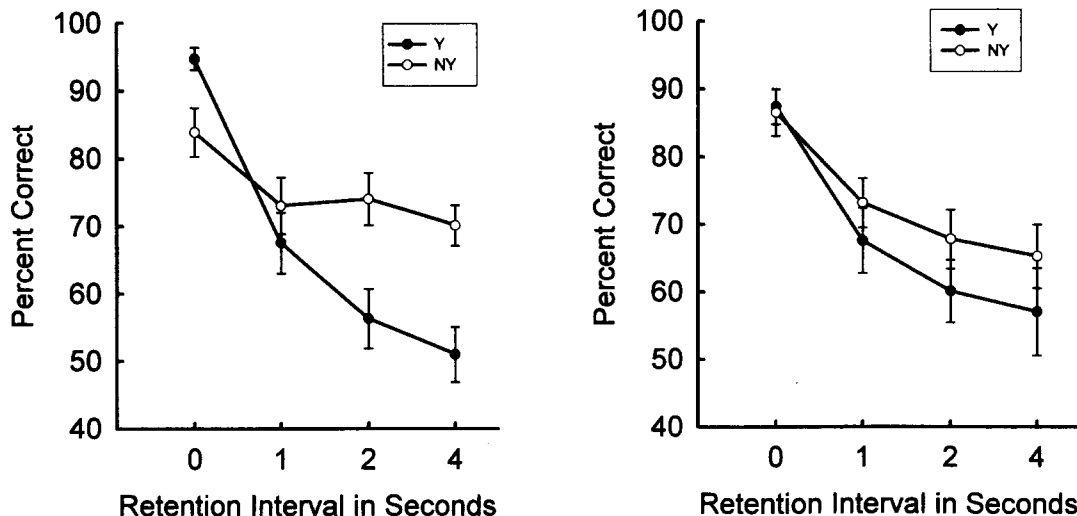 100
90
80
70
60
50
40
Percent Correct
Y
NY
0 1 2 4
Retention Interval in Seconds
100
90
80
70
60
50
40
Percent Correct
Y
NY
0 1 2 4
Retention Interval in Seconds